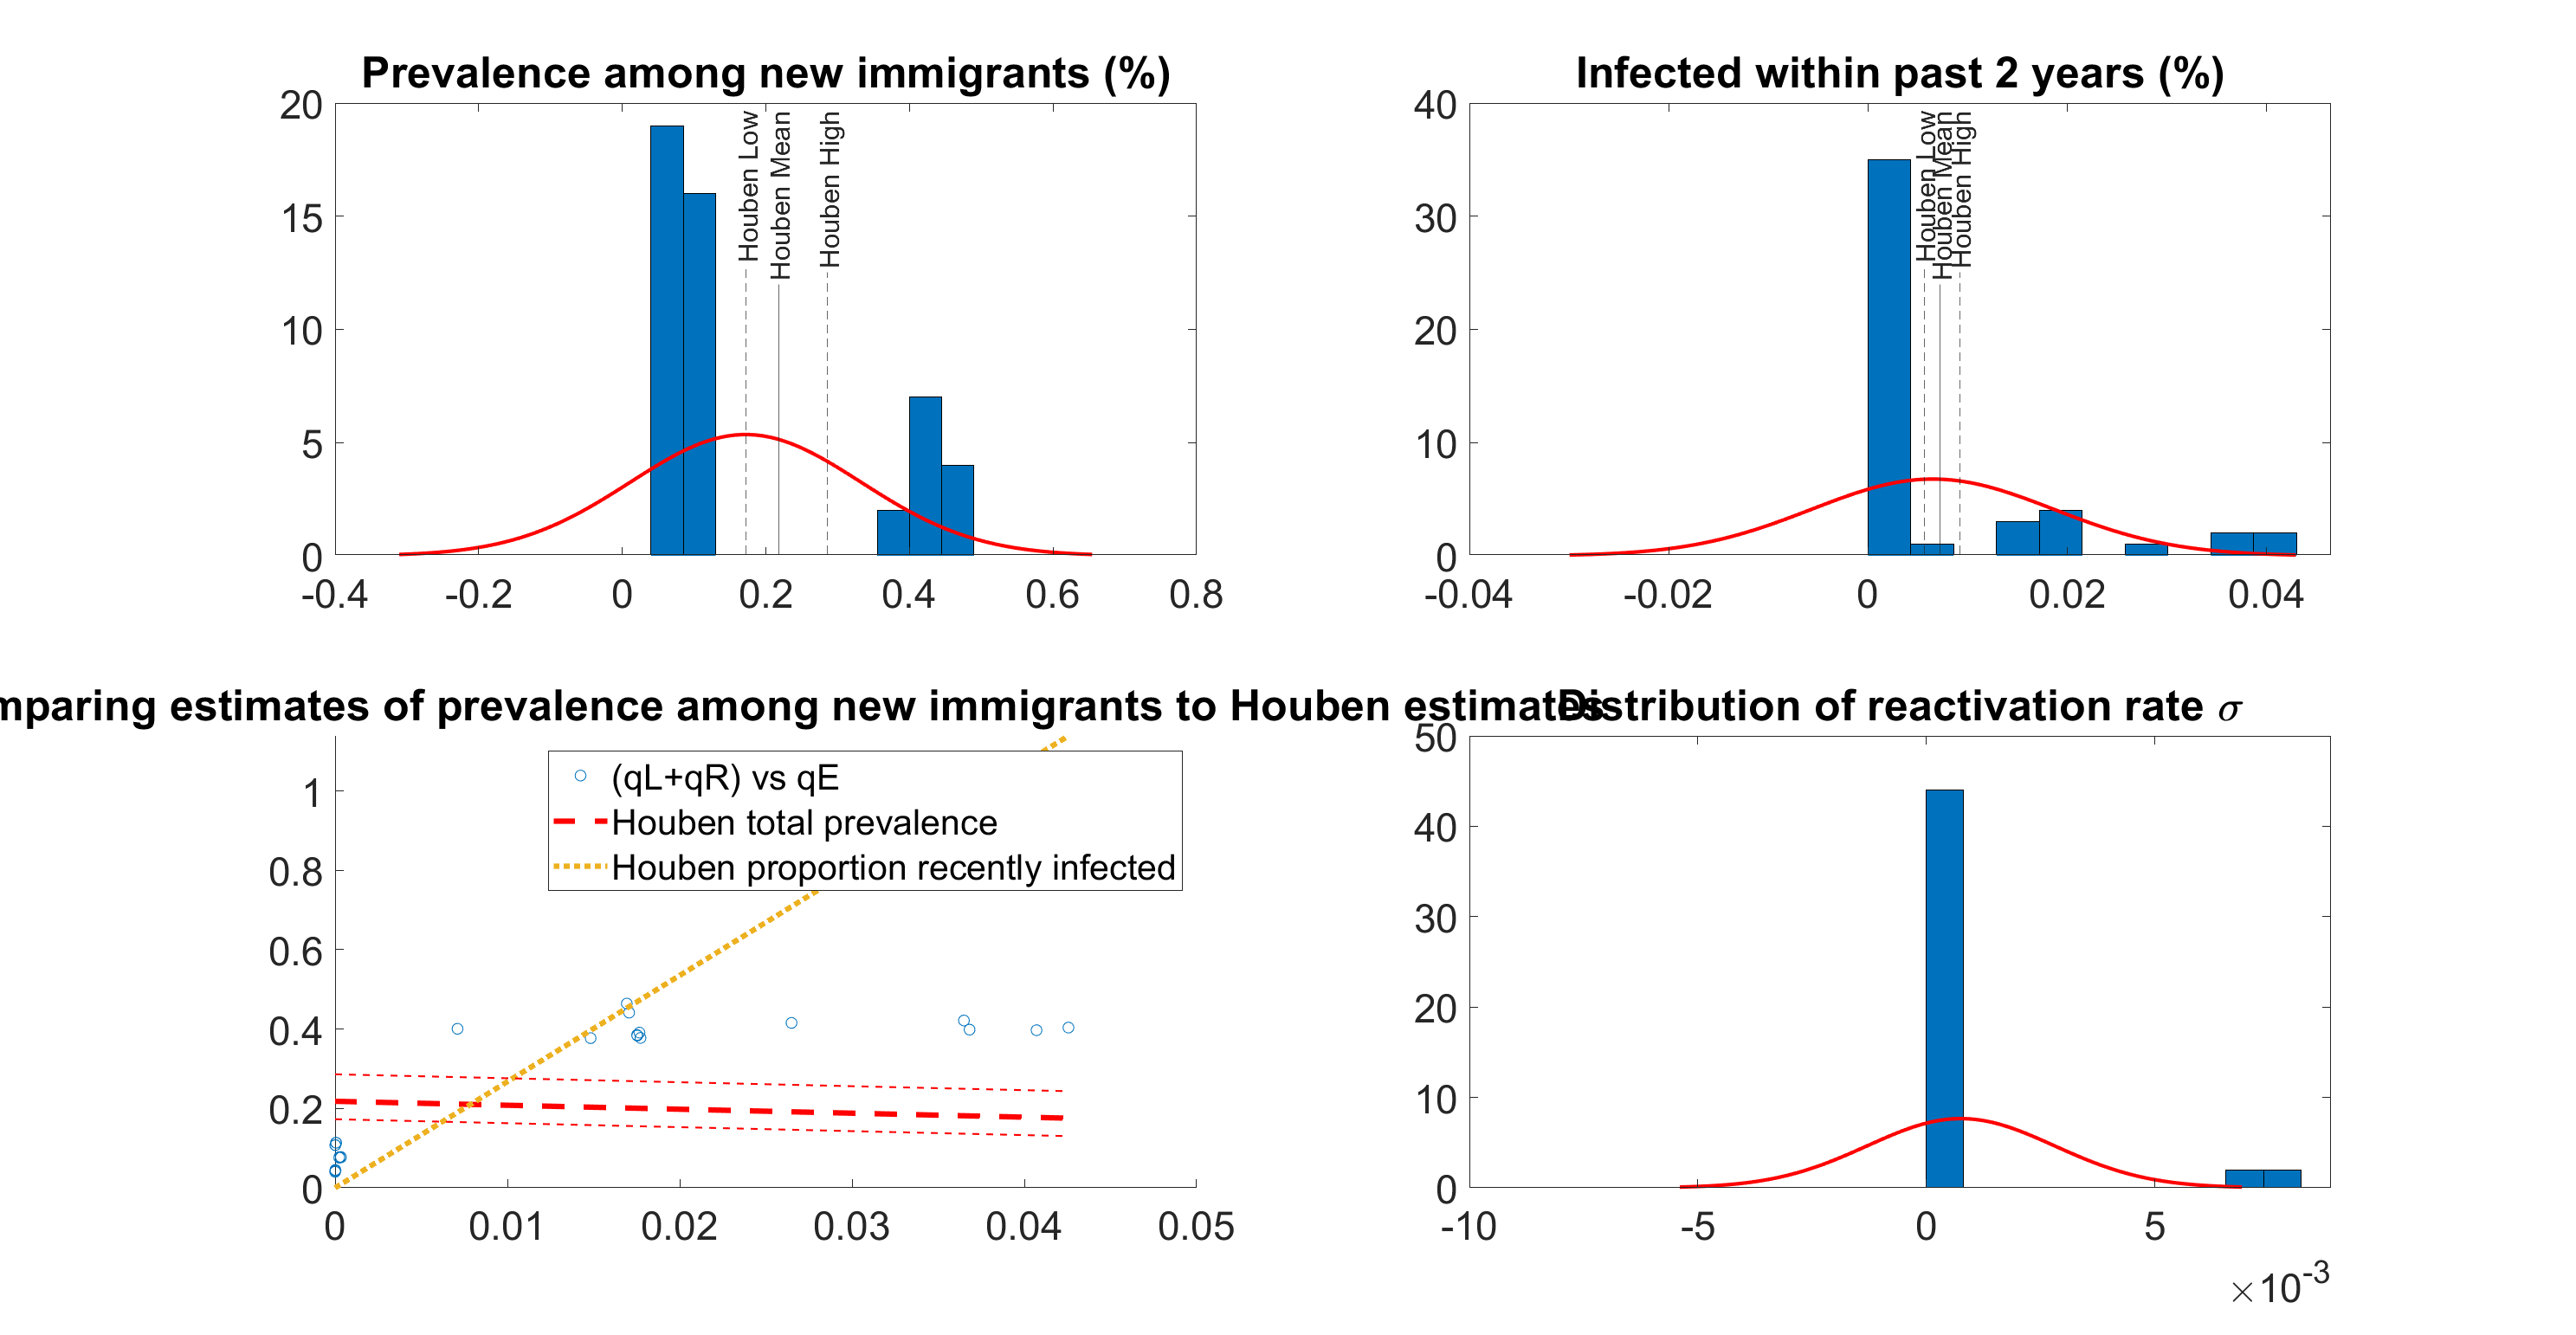 Prevalence among new immigrants (%)
20
15
10
5
0
-0.4 -0.2 0 0.2 0.4 0.6 0.8
Houben Low
Houben Mean
Houben High
Infected within past 2 years (%)
40
30
20
10
0
-0.04 -0.02 0 0.02 0.04
Houben Low
Houben Mean
Houben High
mparing estimates of prevalence among new immigrants to Houben estimates
1
0.8
0.6
0.4
0.2
0
0 0.01 0.02 0.03 0.04 0.05
(qL+qR) vs qE
Houben total prevalence
Houben proportion recently infected
Distribution of reactivation rate σ
50
40
30
20
10
0
-10 -5 0 5
×10-3